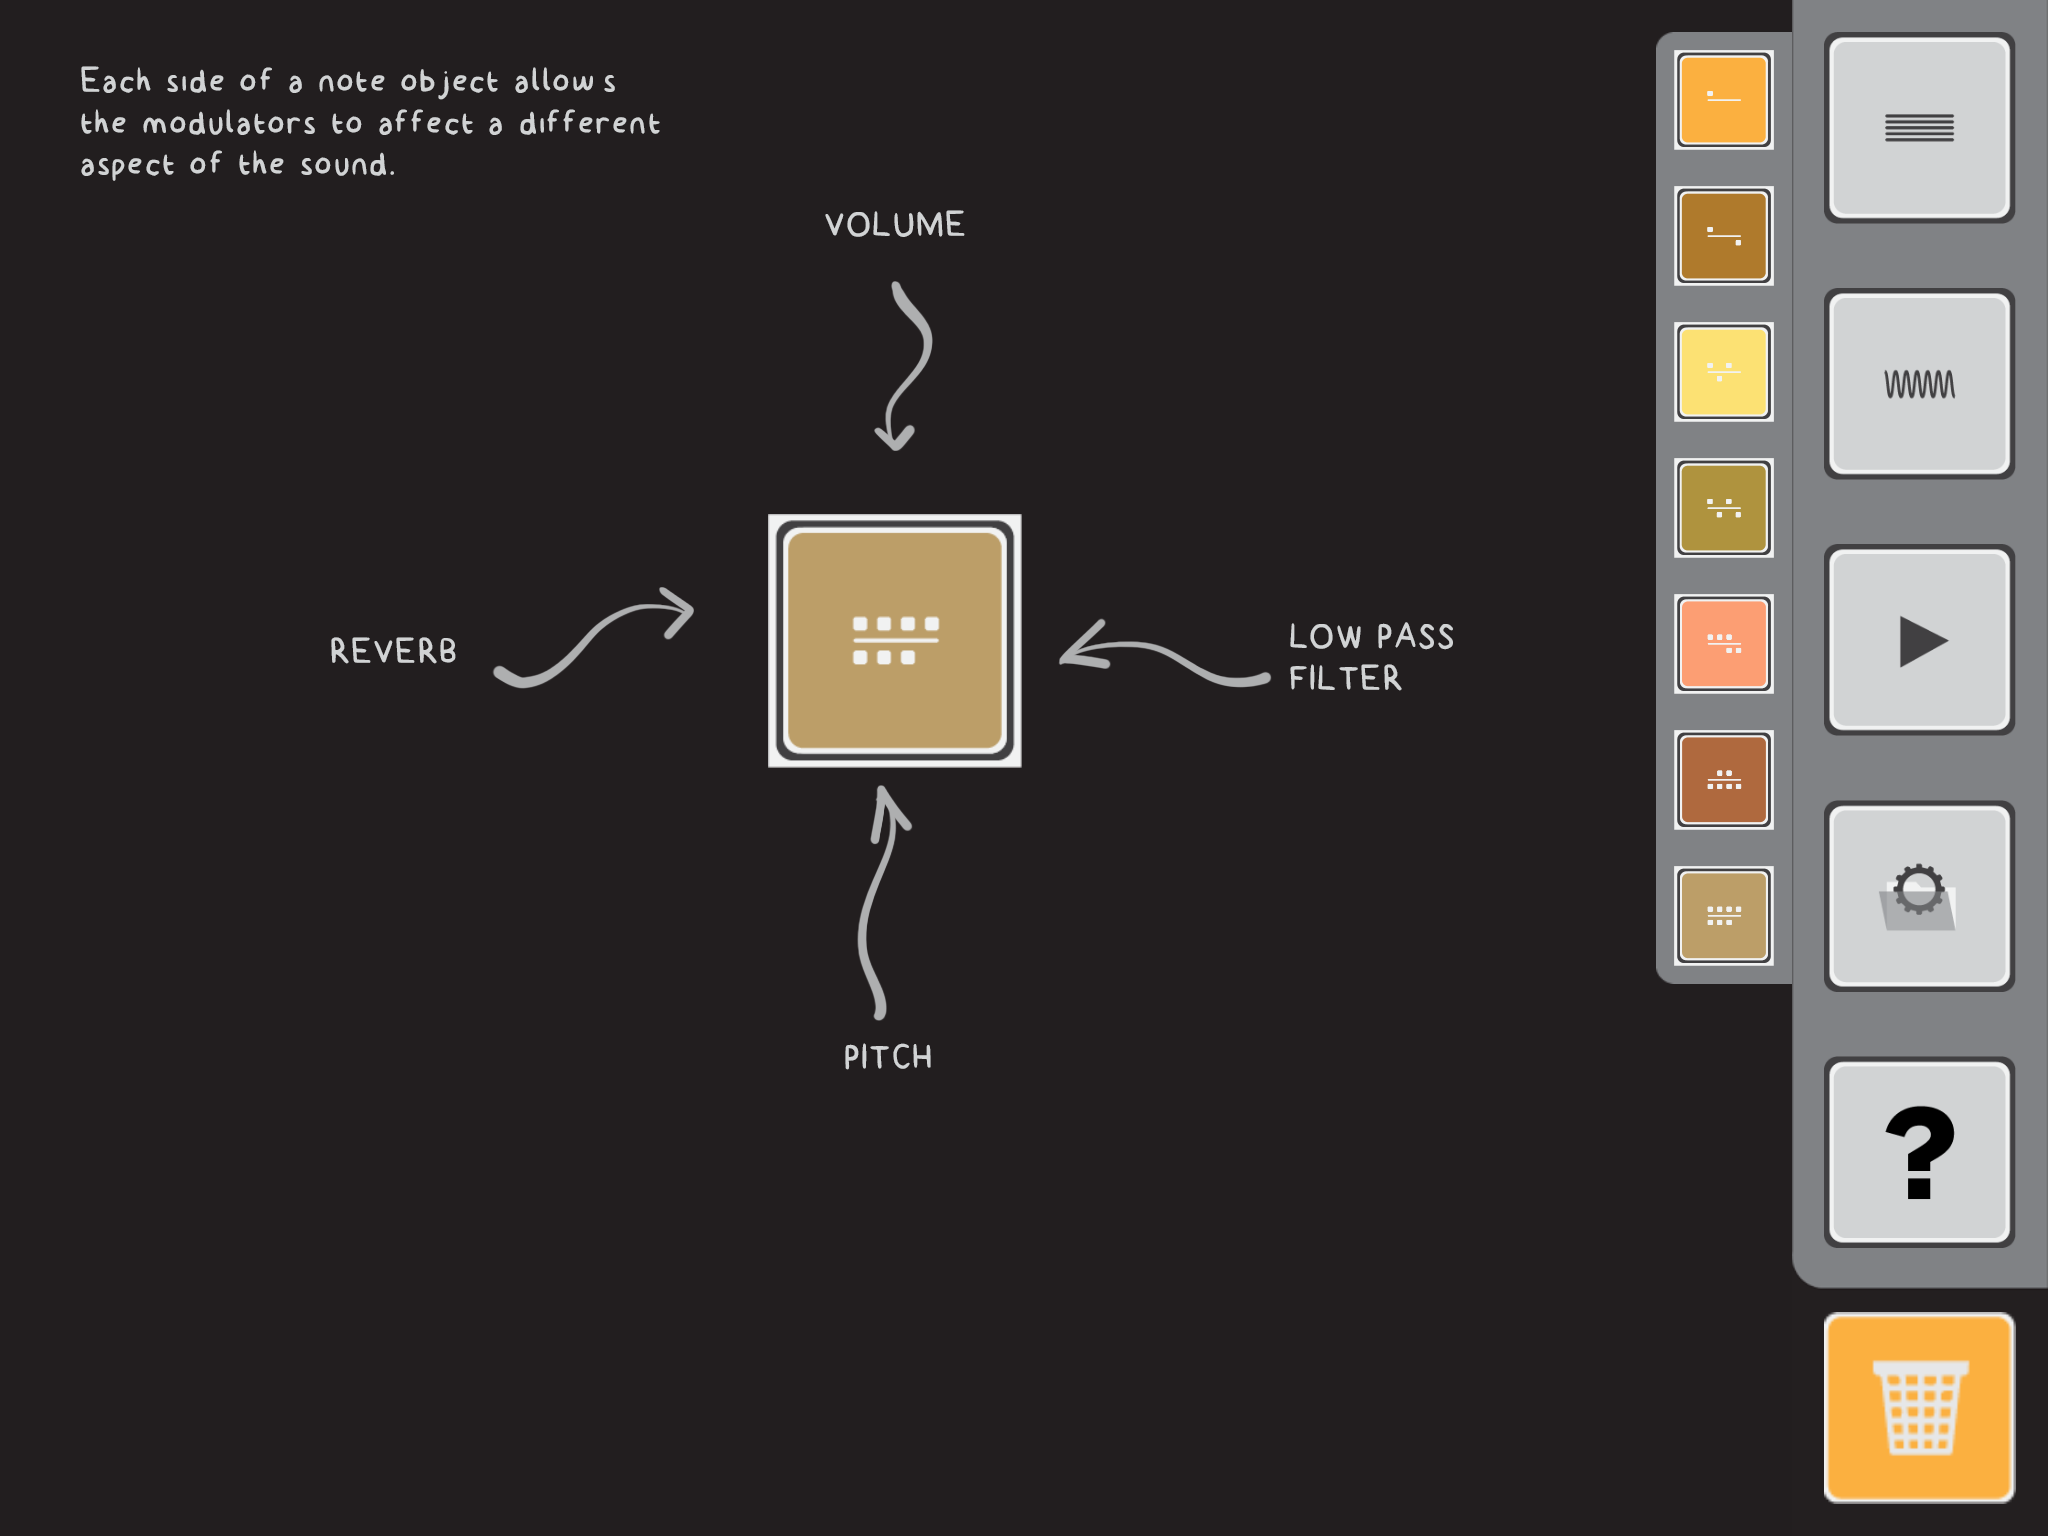 Each side of a note object allows
the modulators to affect a different
aspect of the sound.
VOLUME
REVERB
LOW PASS
FILTER
PITCH
?